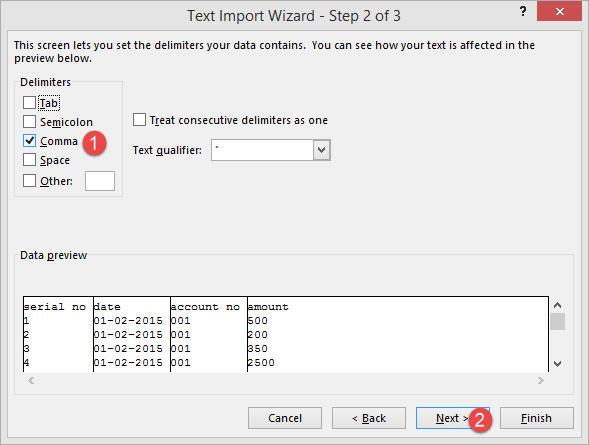 Text Import Wizard - Step 2 of 3
?
×
This screen lets you set the delimiters your data contains. You can see how your text is affected in the
preview below.
Delimiters
Tab
Semicolon
Comma
1
Space
Other:
Treat consecutive delimiters as one
Text qualifier: "
Data preview
serial no date account no amount
1 01-02-2015 001 500
2 01-02-2015 001 200
3 01-02-2015 001 350
4 01-02-2015 001 2500
Cancel < Back Next > 2 Finish